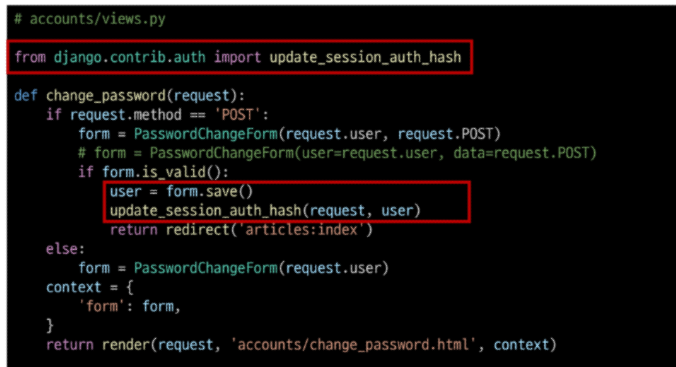 # accounts/views.py
from django.contrib.auth import update_session_auth_hash
def change_password(request):
    if request.method == 'POST':
        form = PasswordChangeForm(request.user, request.POST)
        # form = PasswordChangeForm(user=request.user, data=request.POST)
        if form.is_valid():
            user = form.save()
            update_session_auth_hash(request, user)
            return redirect('articles:index')
    else:
        form = PasswordChangeForm(request.user)
    context = {
        'form': form,
    }
    return render(request, 'accounts/change_password.html', context)